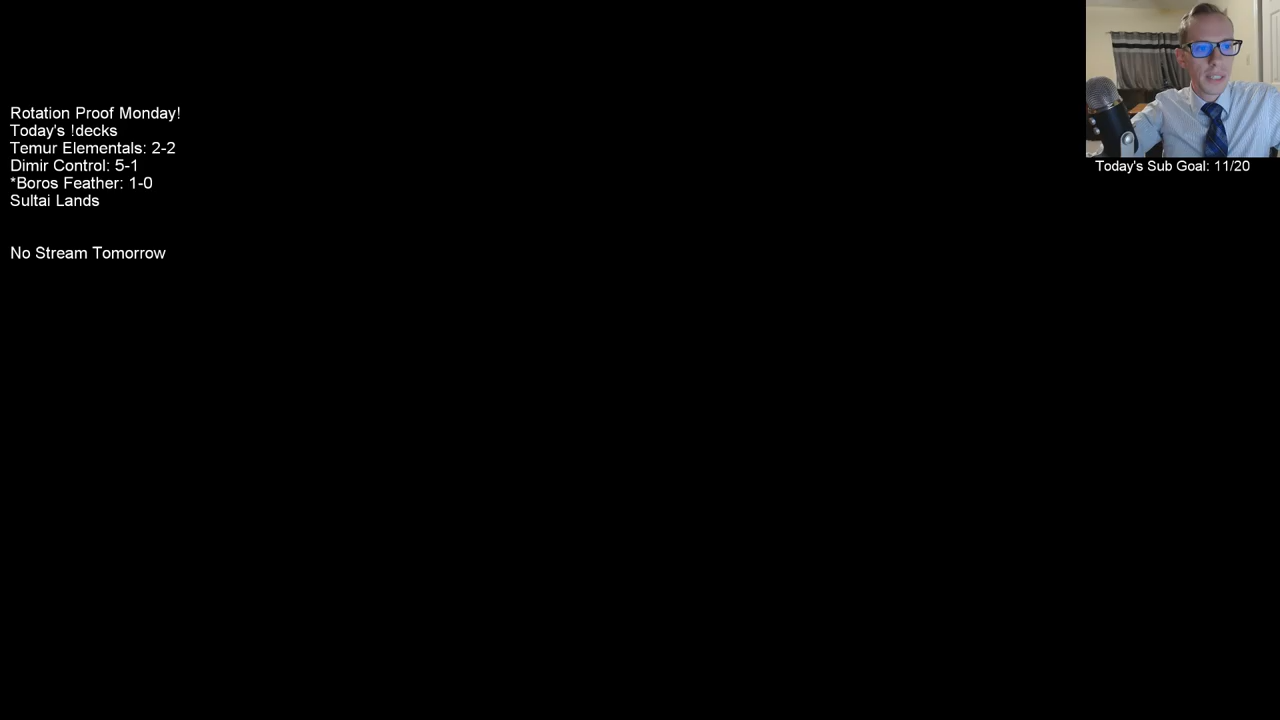 Rotation Proof Monday!
Today's !decks
Temur Elementals: 2-2
Dimir Control: 5-1
*Boros Feather: 1-0
Sultai Lands
No Stream Tomorrow
Today's Sub Goal: 11/20